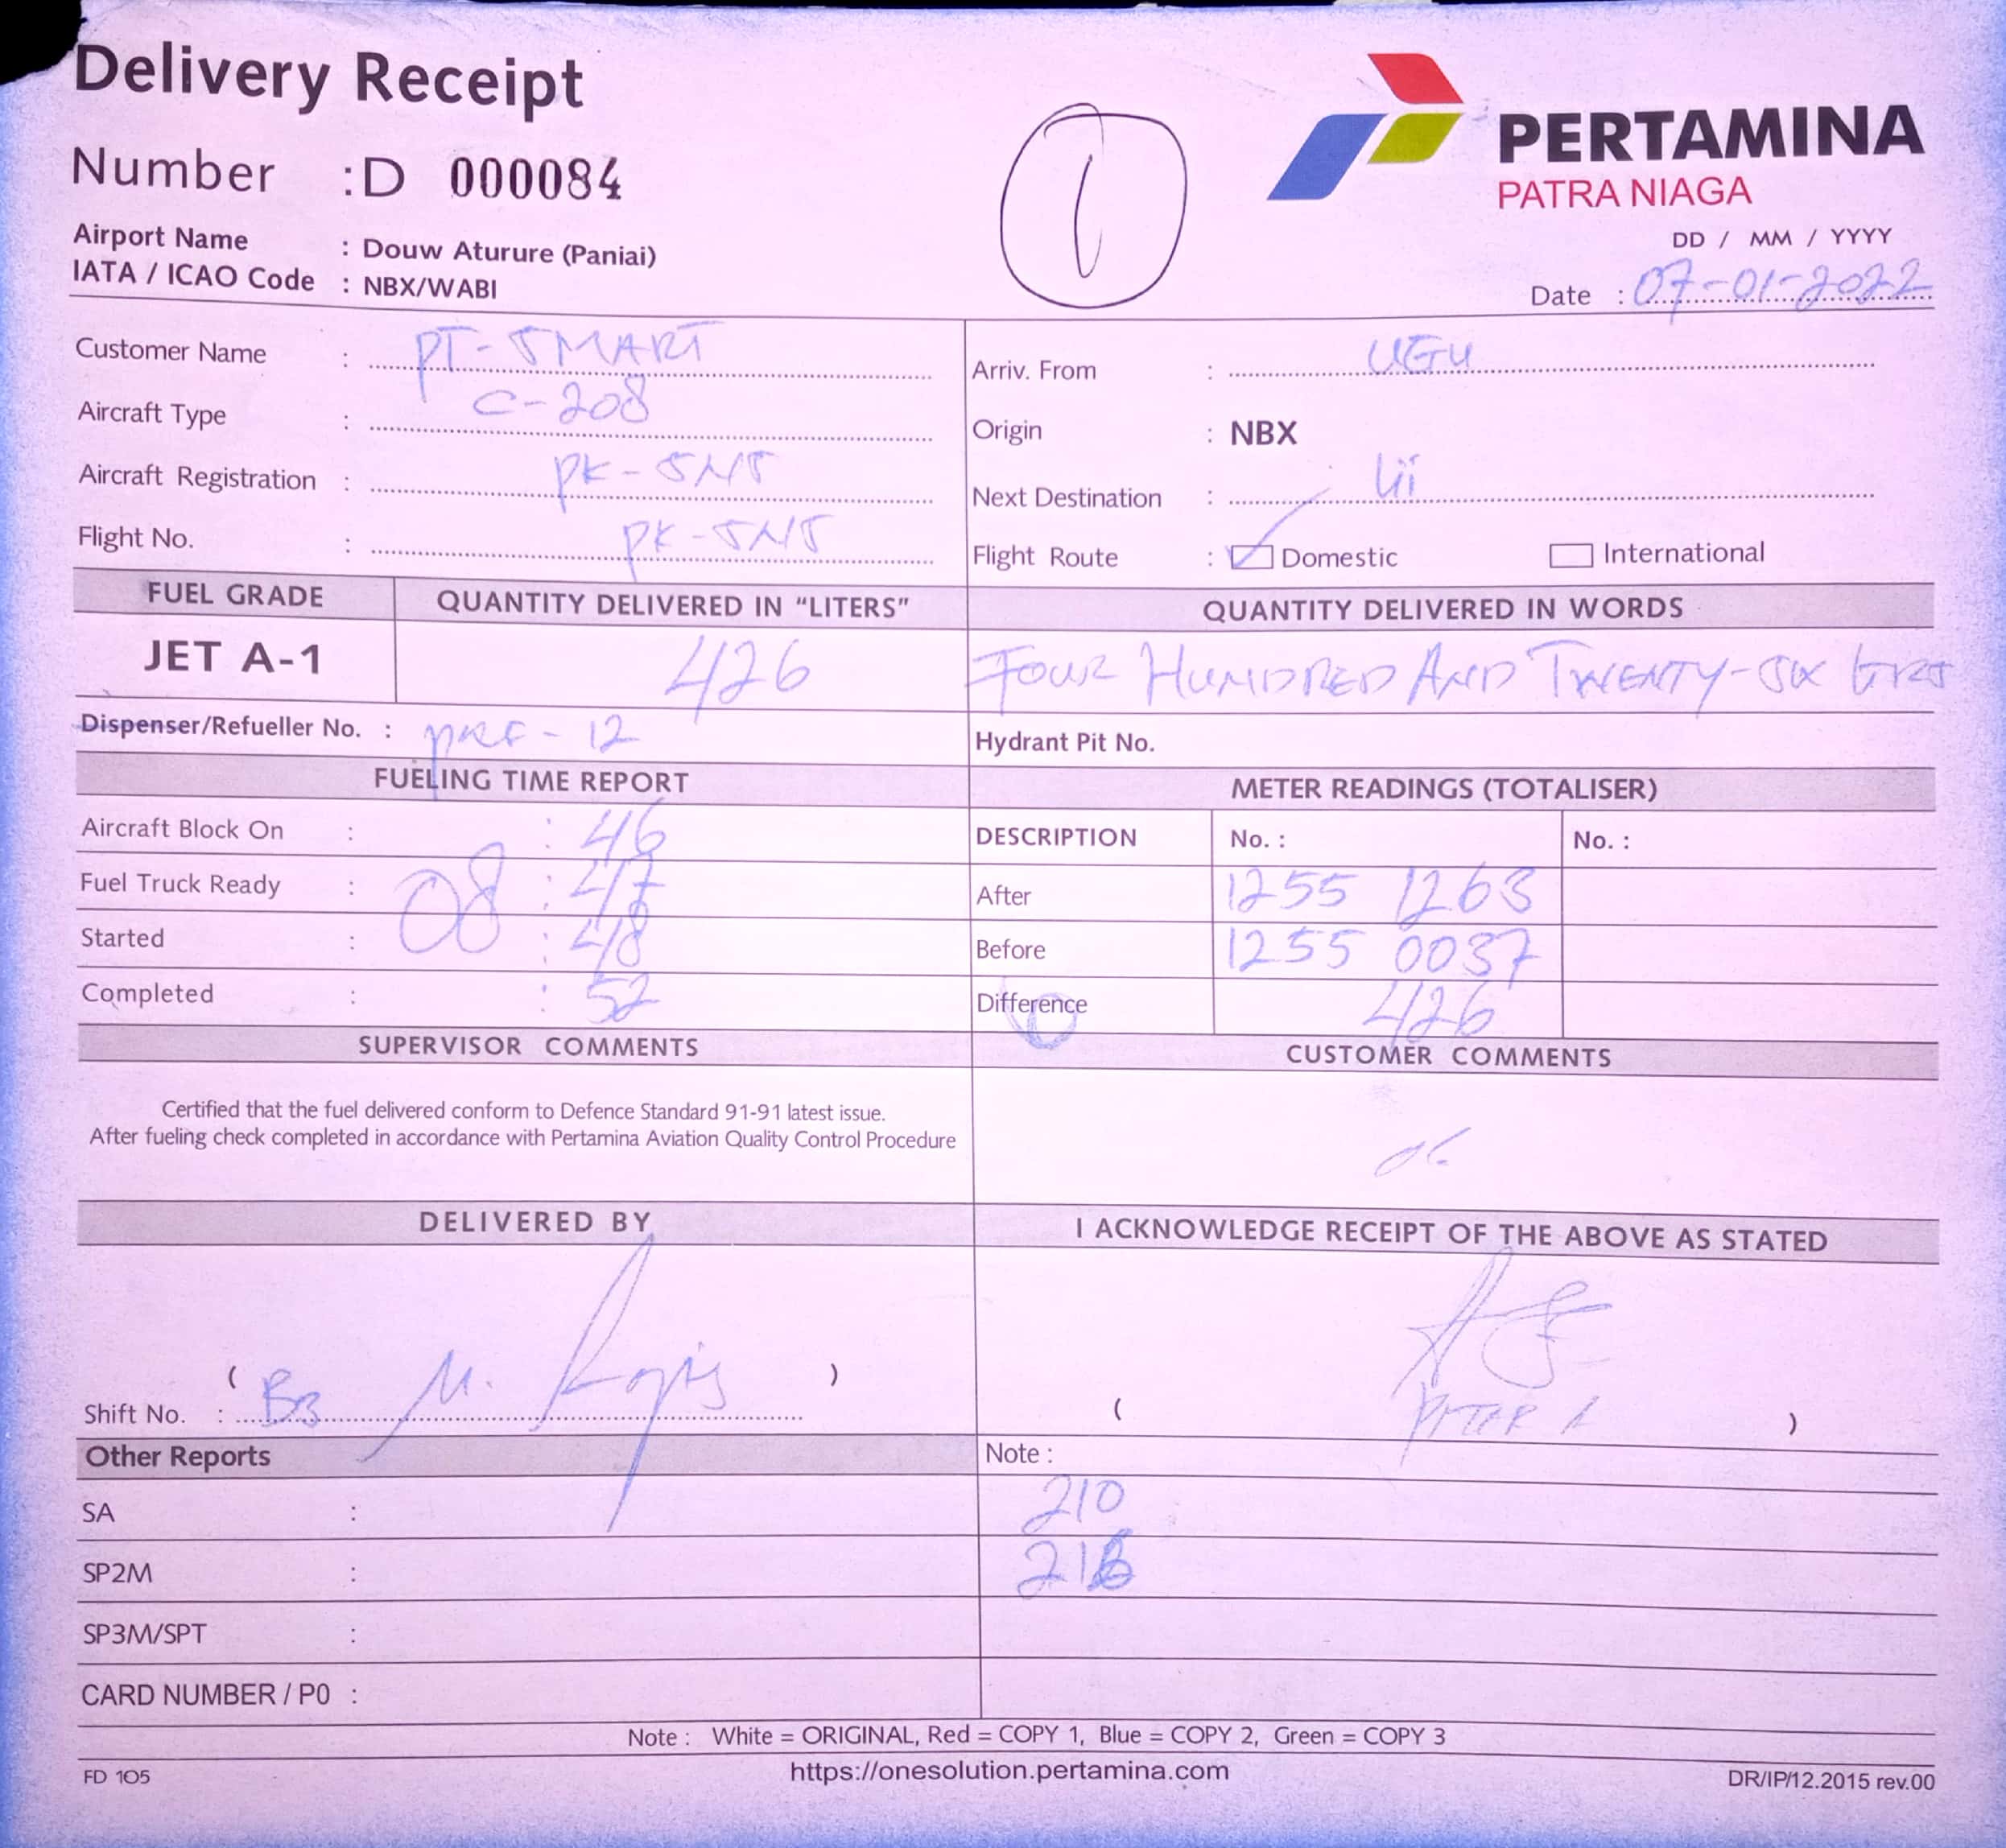 Delivery Receipt
Number : D 000084
1
PERTAMINA
PATRA NIAGA
Airport Name : Douw Aturure (Paniai)
IATA / ICAO Code : NBX/WABI
DD / MM / YYYY
Date : 07-01-2022
Customer Name : PT-SMART
Aircraft Type : C-208
Aircraft Registration : PK-SNS
Flight No. : PK-SNS
Arriv. From : UGU
Origin : NBX
Next Destination :
Flight Route : Domestic International
FUEL GRADE QUANTITY DELIVERED IN “LITERS” QUANTITY DELIVERED IN WORDS
JET A-1 426 FOUR HUNDRED AND TWENTY-SIX
Dispenser/Refueller No. : - 12 Hydrant Pit No.
FUELING TIME REPORT
Aircraft Block On : : 46
Fuel Truck Ready : 08 : 47
Started : : 48
Completed : : 52
METER READINGS (TOTALISER)
DESCRIPTION No. : No. :
After 1255 1263
Before 1255 0037
Difference 426
SUPERVISOR COMMENTS
Certified that the fuel delivered conform to Defence Standard 91-91 latest issue.
After fueling check completed in accordance with Pertamina Aviation Quality Control Procedure
CUSTOMER COMMENTS
DELIVERED BY
( )
Shift No. : B3
I ACKNOWLEDGE RECEIPT OF THE ABOVE AS STATED
( )
Other Reports
SA :
SP2M :
SP3M/SPT :
CARD NUMBER / P0 :
Note :
210
216
Note : White = ORIGINAL, Red = COPY 1, Blue = COPY 2, Green = COPY 3
FD 105 https://onesolution.pertamina.com DR/IP/12.2015 rev.00